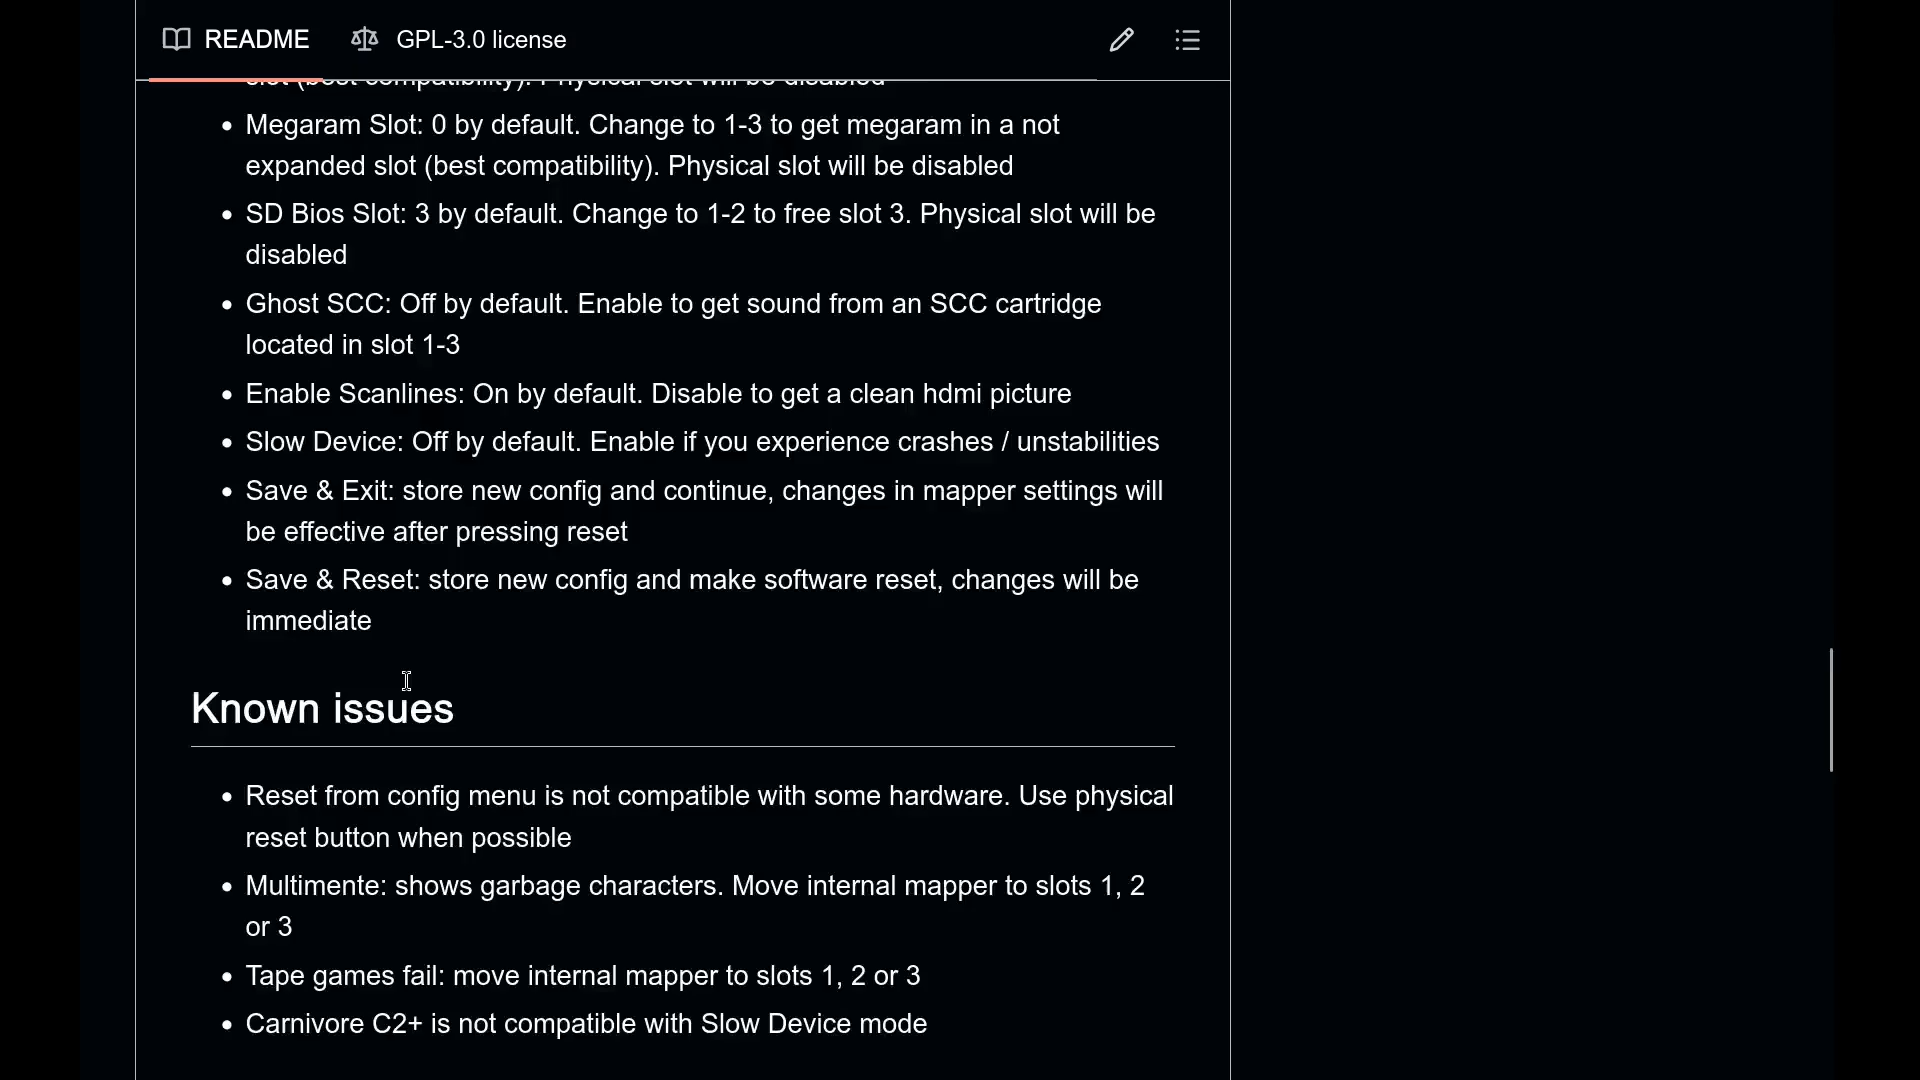 README
GPL-3.0 license
slot (best compatibility). Physical slot will be disabled
Megaram Slot: 0 by default. Change to 1-3 to get megaram in a not
expanded slot (best compatibility). Physical slot will be disabled
SD Bios Slot: 3 by default. Change to 1-2 to free slot 3. Physical slot will be
disabled
Ghost SCC: Off by default. Enable to get sound from an SCC cartridge
located in slot 1-3
Enable Scanlines: On by default. Disable to get a clean hdmi picture
Slow Device: Off by default. Enable if you experience crashes / unstabilities
Save & Exit: store new config and continue, changes in mapper settings will
be effective after pressing reset
Save & Reset: store new config and make software reset, changes will be
immediate
Known issues
Reset from config menu is not compatible with some hardware. Use physical
reset button when possible
Multimente: shows garbage characters. Move internal mapper to slots 1, 2
or 3
Tape games fail: move internal mapper to slots 1, 2 or 3
Carnivore C2+ is not compatible with Slow Device mode